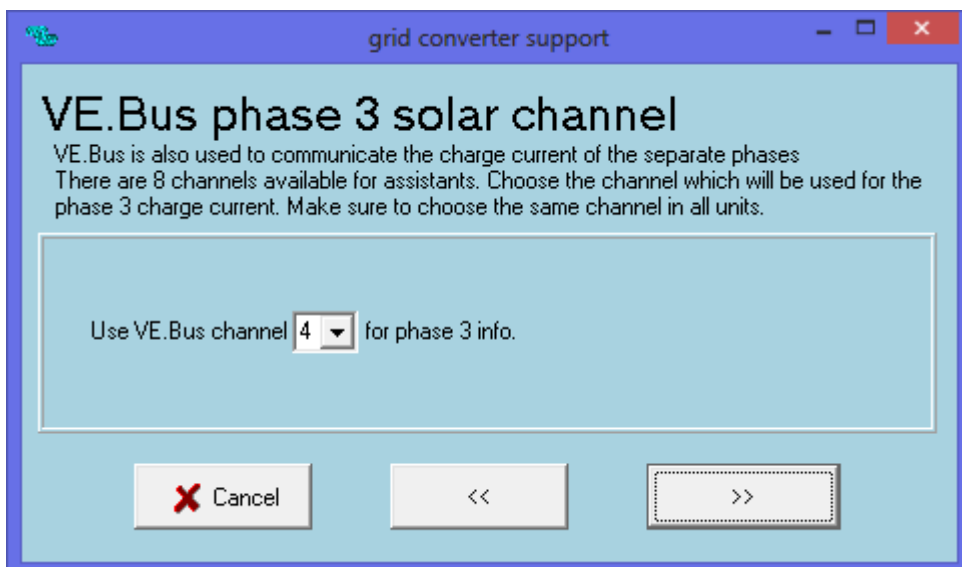 grid converter support
VE.Bus phase 3 solar channel
VE.Bus is also used to communicate the charge current of the separate phases
There are 8 channels available for assistants. Choose the channel which will be used for the
phase 3 charge current. Make sure to choose the same channel in all units.
Use VE.Bus channel 4 for phase 3 info.
Cancel << >>